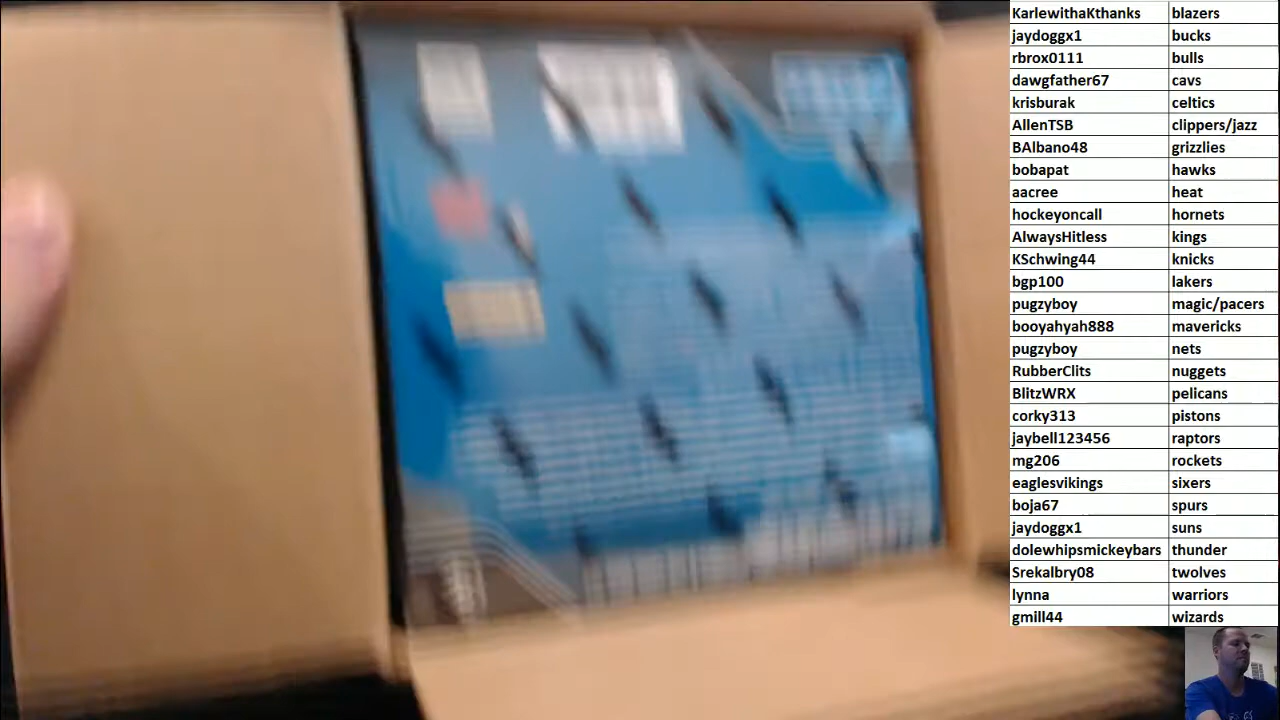 KarlewithaKthanks blazers
jaydoggx1 bucks
rbrox0111 bulls
dawgfather67 cavs
krisburak celtics
AllenTSB clippers/jazz
BAlbano48 grizzlies
bobapat hawks
aacree heat
hockeyoncall hornets
AlwaysHitless kings
KSchwing44 knicks
bgp100 lakers
pugzyboy magic/pacers
booyahyah888 mavericks
pugzyboy nets
RubberClits nuggets
BlitzWRX pelicans
corky313 pistons
jaybell123456 raptors
mg206 rockets
eaglesvikings sixers
boja67 spurs
jaydoggx1 suns
dolewhipsmickeybars thunder
Srekalbry08 twolves
lynna warriors
gmill44 wizards